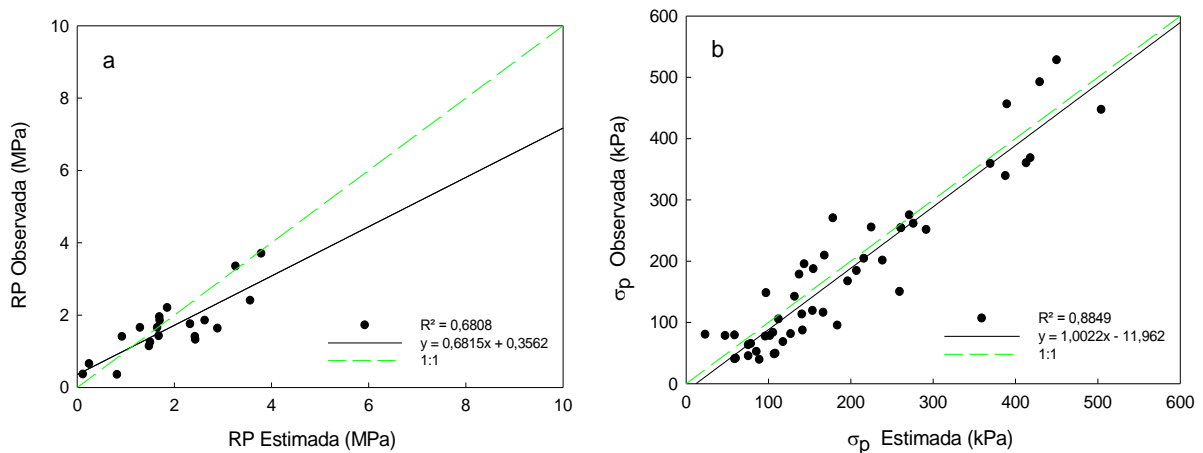 a
10
8
6
4
2
0
RP Observada (MPa)
R² = 0,6808
y = 0,6815x + 0,3562
1:1
0 2 4 6 8 10
RP Estimada (MPa)
b
600
500
400
300
200
100
0
σp Observada (kPa)
R² = 0,8849
y = 1,0022x - 11,962
1:1
0 100 200 300 400 500 600
σp Estimada (kPa)